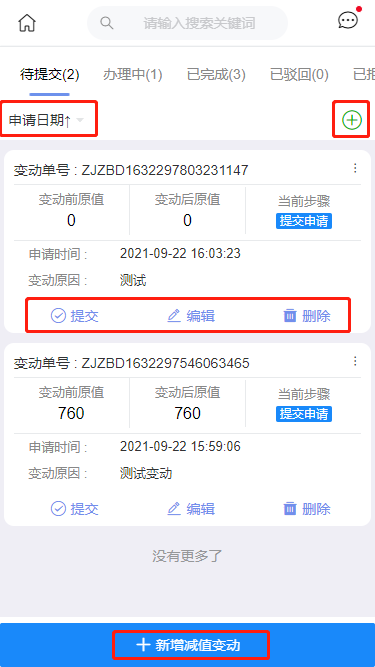 请输入搜索关键词
待提交(2) 办理中(1) 已完成(3) 已驳回(0)
申请日期↑
变动单号 : ZJZBD1632297803231147
变动前原值 变动后原值 当前步骤
0 0 提交申请
申请时间 : 2021-09-22 16:03:23
变动原因 : 测试
提交 编辑 删除
变动单号 : ZJZBD1632297546063465
变动前原值 变动后原值 当前步骤
760 760 提交申请
申请时间 : 2021-09-22 15:59:06
变动原因 : 测试变动
提交 编辑 删除
没有更多了
新增减值变动